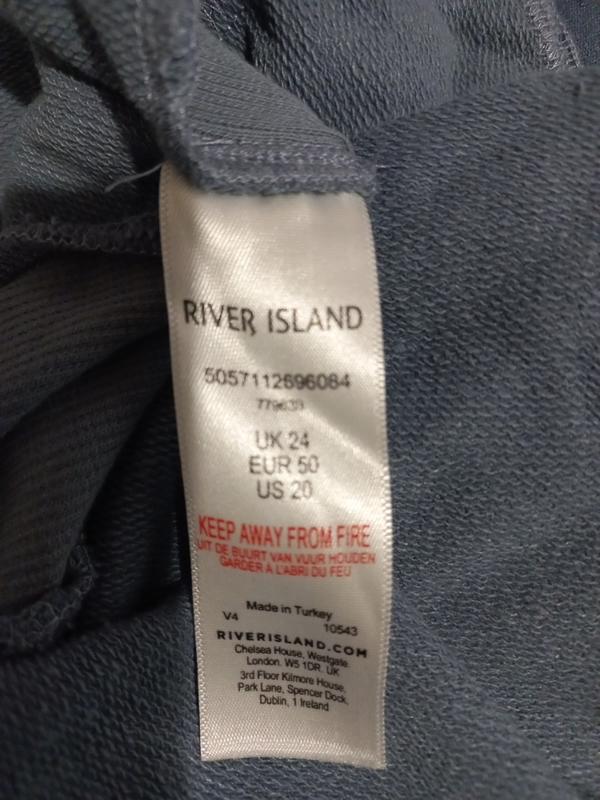 RIVER ISLAND
5057112696084
UK 24
EUR 50
US 20
KEEP AWAY FROM FIRE
UIT DE BUURT VAN VUUR HOUDEN
GARDER A L'ABRI DU FEU
Made in Turkey
V4 10543
RIVERISLAND.COM
Chelsea House, Westgate
London. W5 1DR. UK
3rd Floor Kilmore House,
Park Lane, Spencer Dock,
Dublin, 1 Ireland